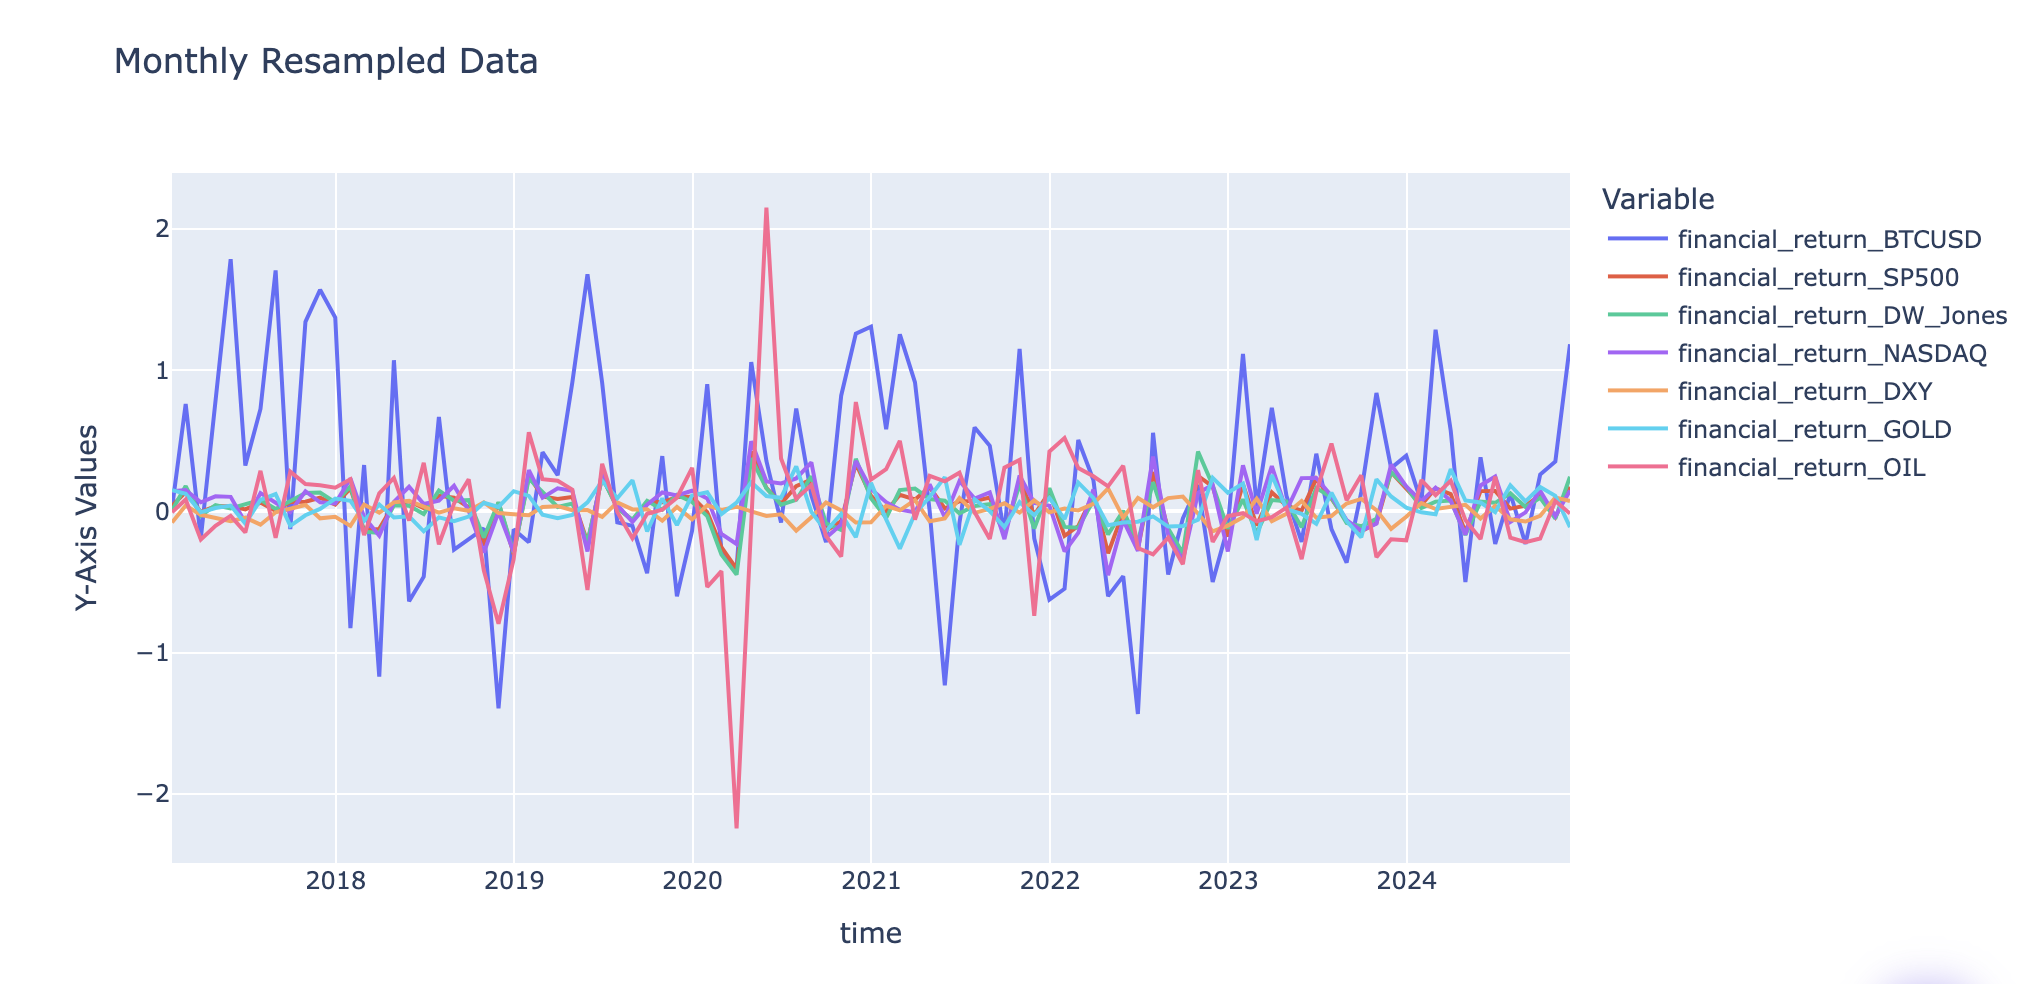 Monthly Resampled Data
Variable
financial_return_BTCUSD
financial_return_SP500
financial_return_DW_Jones
financial_return_NASDAQ
financial_return_DXY
financial_return_GOLD
financial_return_OIL
Y-Axis Values
2
1
0
−1
−2
2018
2019
2020
2021
2022
2023
2024
time